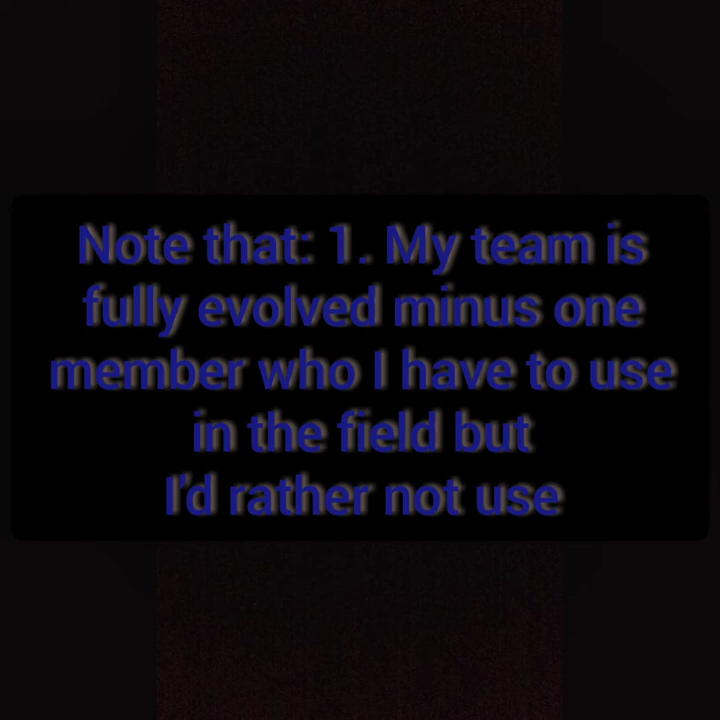 Note that: 1. My team is
fully evolved minus one
member who I have to use
in the field but
I'd rather not use